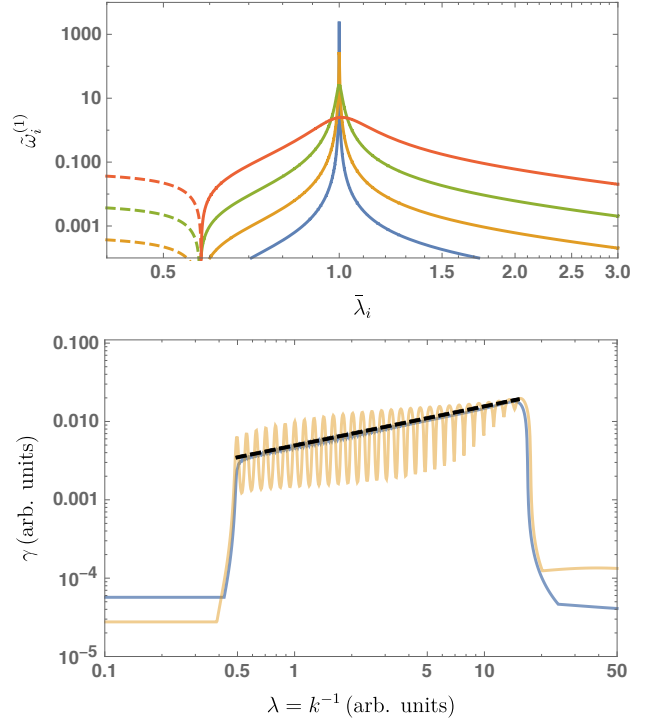 1000
10
0.100
0.001
ω̃_i^(1)
0.5 1.0 1.5 2.0 2.5 3.0
λ̄_i
0.100
0.010
0.001
10^−4
10^−5
γ (arb. units)
0.1 0.5 1 5 10 50
λ = k^−1 (arb. units)